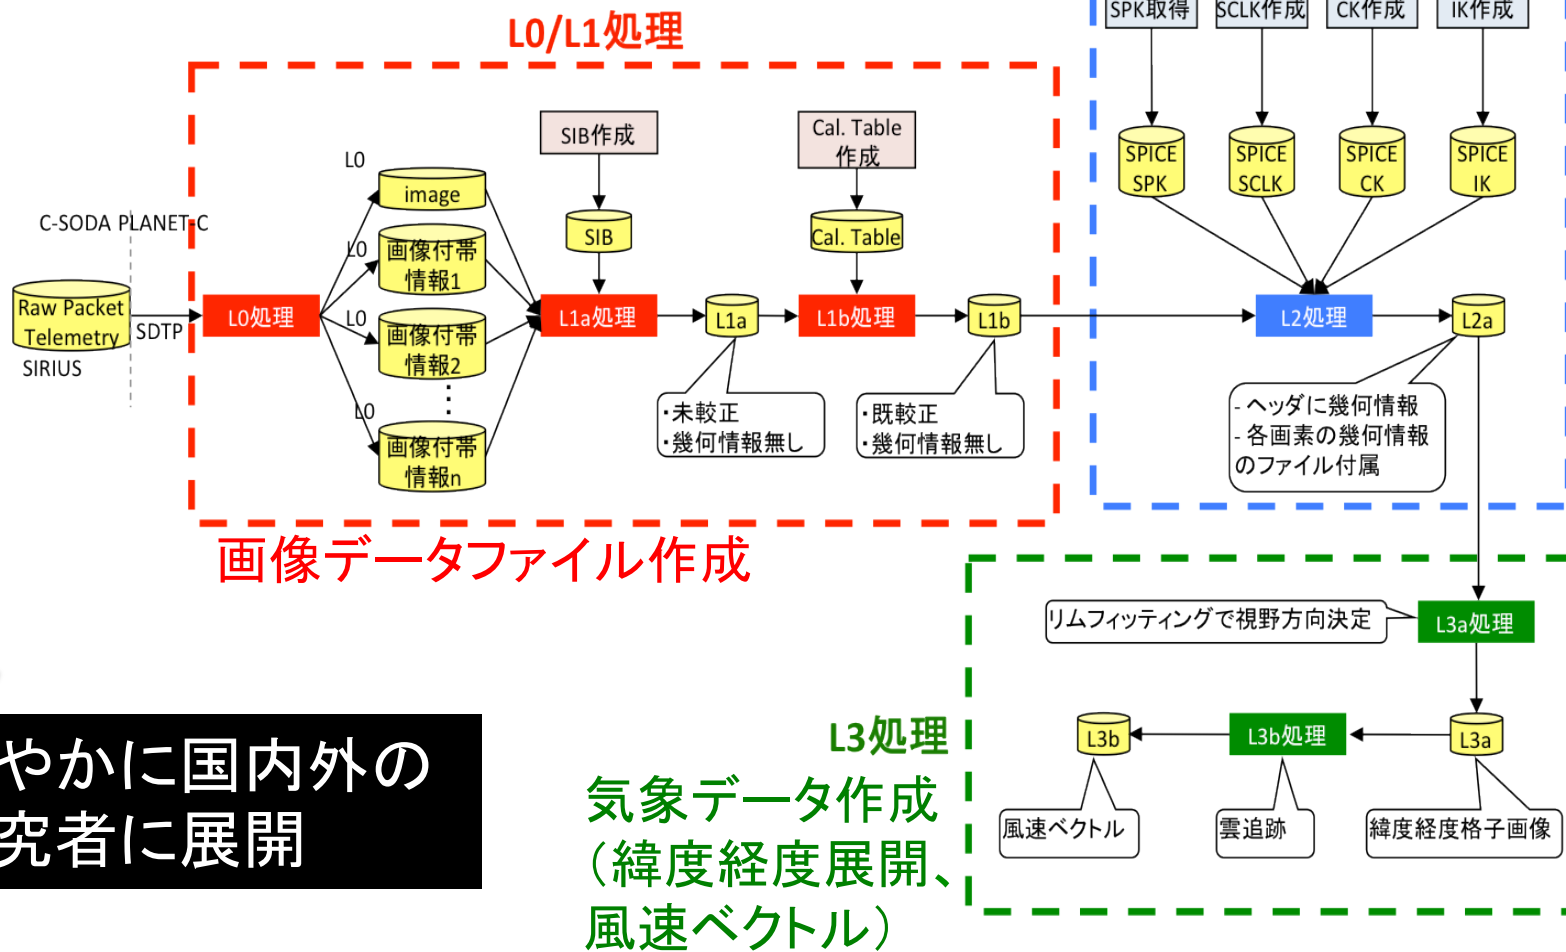 L0/L1処理
SPK取得
SCLK作成
CK作成
IK作成
SIB作成
Cal. Table
作成
SPICE
SPK
SPICE
SCLK
SPICE
CK
SPICE
IK
C-SODA PLANET-C
L0
image
L0
画像付帯
情報1
L0
画像付帯
情報2
⋮
L0
画像付帯
情報n
SIB
Cal. Table
Raw Packet
Telemetry
SIRIUS
SDTP
L0処理
L1a処理
L1a
L1b処理
L1b
L2処理
L2a
・未較正
・幾何情報無し
・既較正
・幾何情報無し
- ヘッダに幾何情報
- 各画素の幾何情報
のファイル付属
画像データファイル作成
リムフィッティングで視野方向決定
L3a処理
L3処理
L3b
L3b処理
L3a
風速ベクトル
雲追跡
緯度経度格子画像
気象データ作成
（緯度経度展開、
風速ベクトル）
やかに国内外の
究者に展開